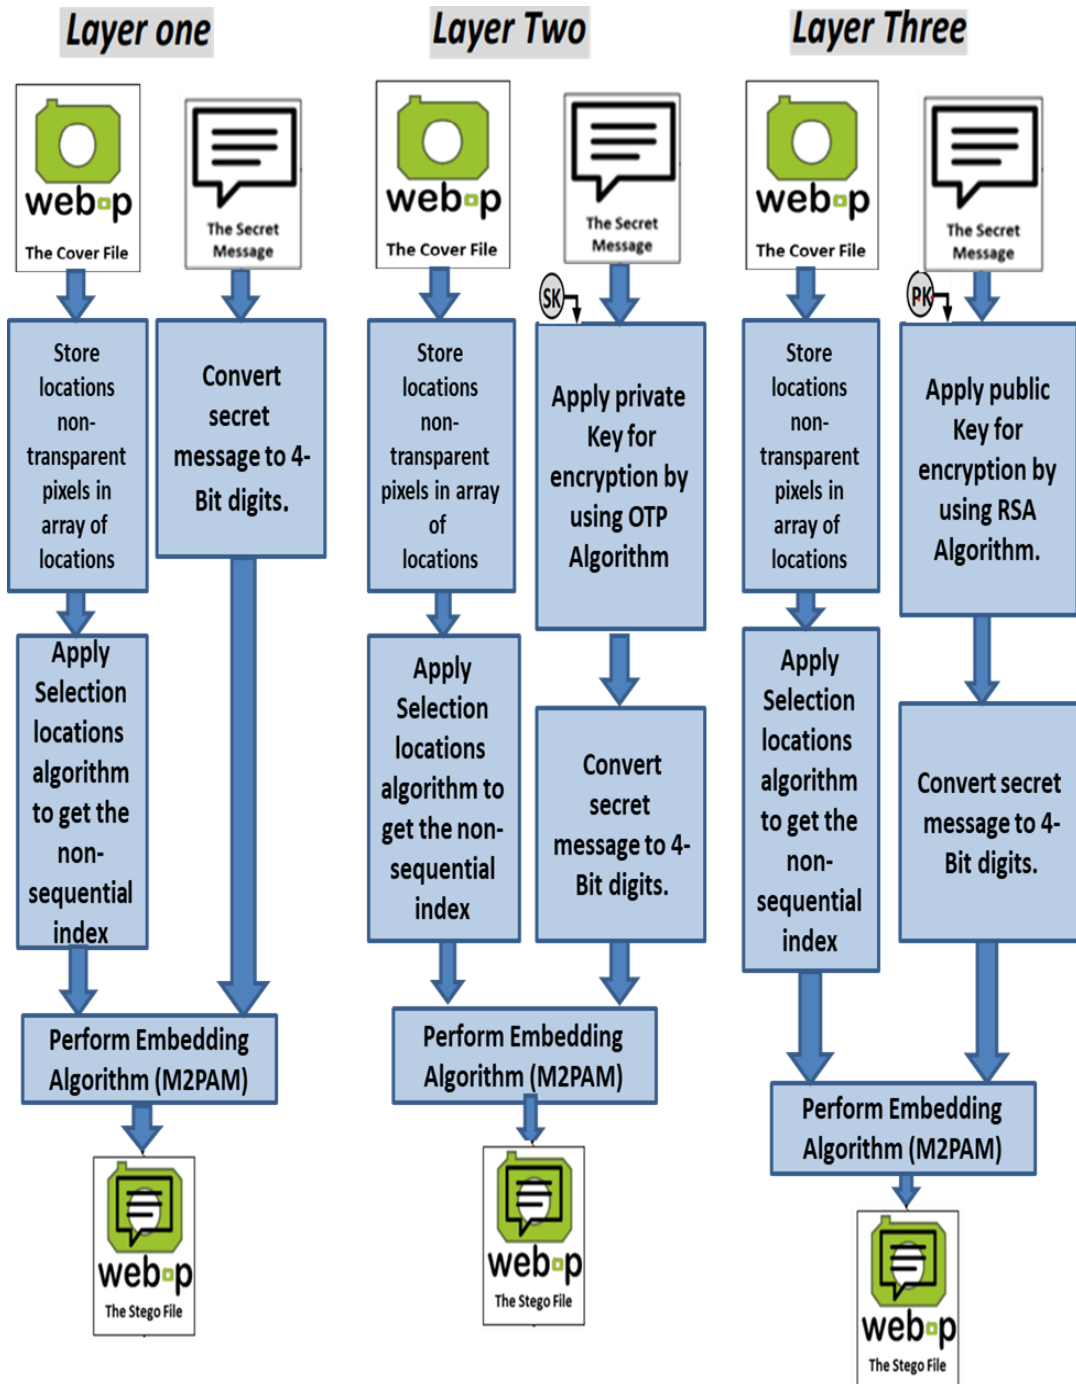 Layer one
web p
The Cover File
The Secret
Message
Store
locations
non-
transparent
pixels in
array of
locations
Convert
secret
message to 4-
Bit digits.
Apply
Selection
locations
algorithm
to get the
non-
sequential
index
Perform Embedding
Algorithm (M2PAM)
web p
The Stego File
Layer Two
web p
The Cover File
The Secret
Message
SK
Store
locations
non-
transparent
pixels in array
of
locations
Apply private
Key for
encryption by
using OTP
Algorithm
Apply
Selection
locations
algorithm to
get the non-
sequential
index
Convert
secret
message to 4-
Bit digits.
Perform Embedding
Algorithm (M2PAM)
web p
The Stego File
Layer Three
web p
The Cover File
The Secret
Message
PK
Store
locations
non-
transparent
pixels in
array of
locations
Apply public
Key for
encryption by
using RSA
Algorithm.
Apply
Selection
locations
algorithm
to get the
non-
sequential
index
Convert secret
message to 4-
Bit digits.
Perform Embedding
Algorithm (M2PAM)
web p
The Stego File